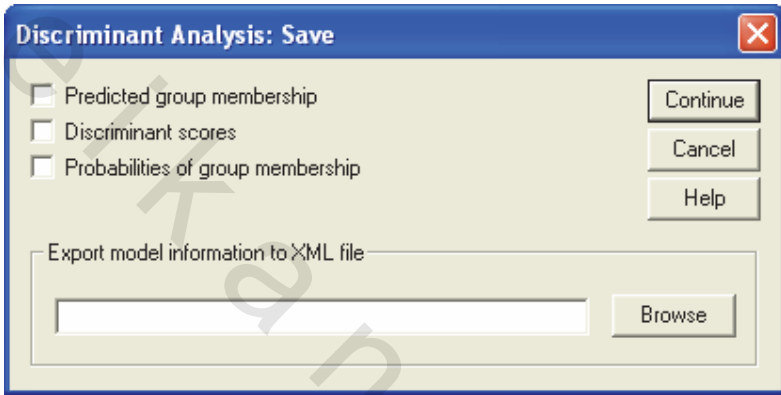 Discriminant Analysis: Save
Predicted group membership
Discriminant scores
Probabilities of group membership
Continue
Cancel
Help
Export model information to XML file
Browse
e i k a n